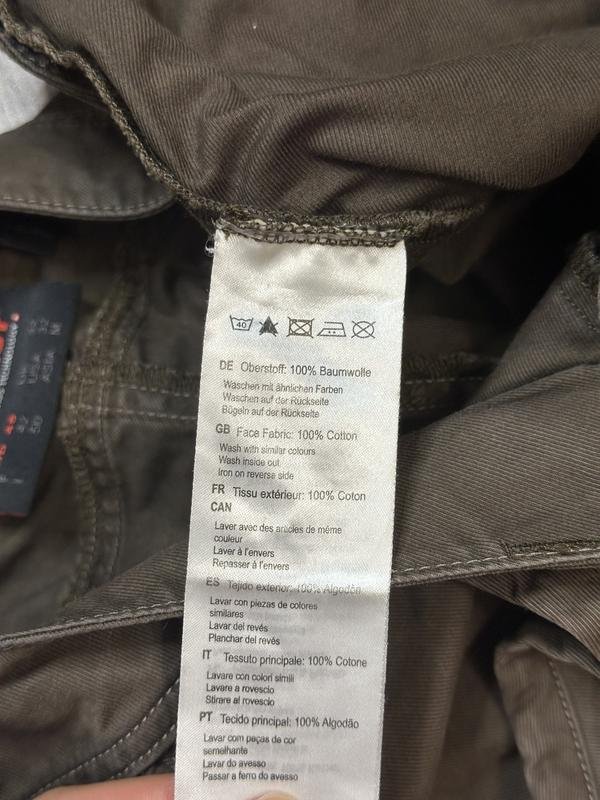 40
DE Oberstoff: 100% Baumwolle
Waschen mit ähnlichen Farben
Waschen auf der Rückseite
Bügeln auf der Rückseite
GB Face Fabric: 100% Cotton
Wash with similar colours
Wash inside out
Iron on reverse side
FR Tissu extérieur: 100% Coton
CAN
Laver avec des articles de même
couleur
Laver à l'envers
Repasser à l'envers
ES Tejido exterior: 100% Algodón
Lavar con piezas de colores
similares
Lavar del revés
Planchar del revés
IT Tessuto principale: 100% Cotone
Lavare con colori simili
Lavare a rovescio
Stirare al rovescio
PT Tecido principal: 100% Algodão
Lavar com peças de cor
semelhante
Lavar do avesso
Passar a ferro do avesso